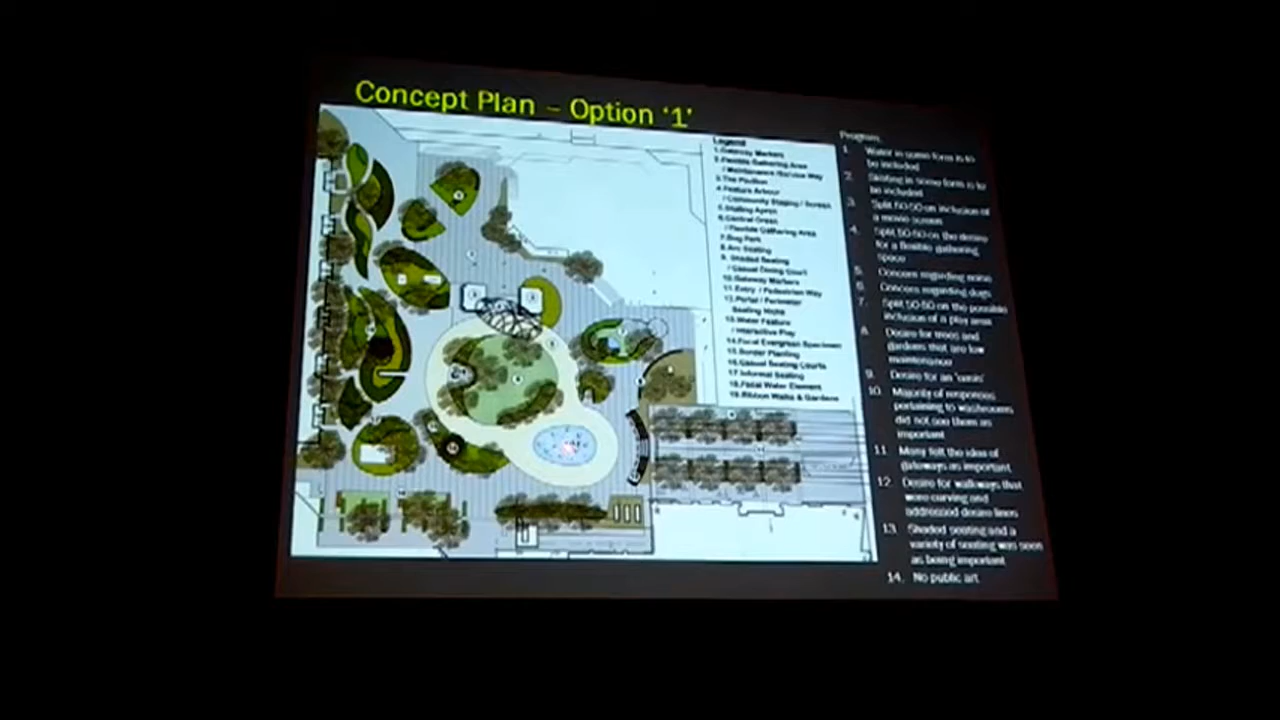 Concept Plan – Option '1'
Legend
1.Gateway Markers
2.Flexible Gathering Area
/ Maintenance /Service Way
3.The Pavilion
4.Feature Arbour
/ Community Staging / Screen
5.Skating Apron
6.Central Green
/ Flexible Gathering Area
7.Dog Park
8.Arc Seating
9. Shaded Seating
/ Casual Dining Court
10.Gateway Markers
11.Entry / Pedestrian Way
12.Portal / Perimeter
Seating Niche
13.Water Feature
/ Interactive Play
14.Focal Evergreen Specimen
15.Border Planting
16.Casual Seating Courts
17.Informal Seating
18.Focal Water Element
19.Ribbon Walks & Gardens
Program:
1. Water in some form is to
be included
2. Skating in some form is to
be included
3. Split 50-50 on inclusion of
a movie screen
4. Split 50-50 on the desire
for a flexible gathering
space
5. Concern regarding noise
6. Concerns regarding dogs
7. Split 50-50 on the possible
inclusion of a play area
8. Desire for trees and
gardens that are low
maintenance
9. Desire for an 'oasis'
10. Majority of responses
pertaining to washrooms
did not see them as
important
11. Many felt the idea of
gateways as important
12. Desire for walkways that
were curving and
addressed desire lines
13. Shaded seating and a
variety of seating was seen
as being important
14. No public art